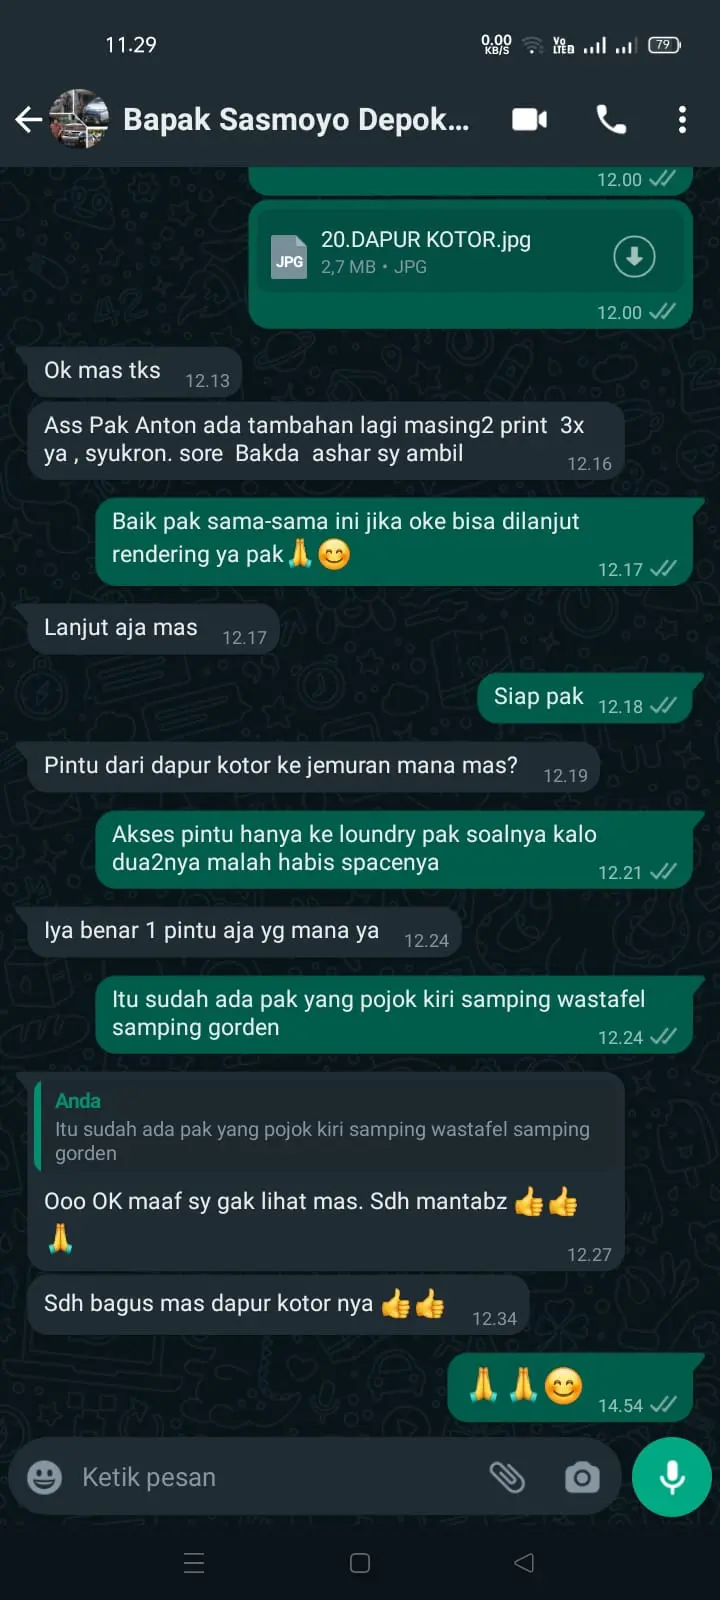 11.29
0.00 KB/S
Vo LTE
79
Bapak Sasmoyo Depok...
12.00
20.DAPUR KOTOR.jpg
JPG
2,7 MB • JPG
12.00
Ok mas tks
12.13
Ass Pak Anton ada tambahan lagi masing2 print 3x
ya , syukron. sore Bakda ashar sy ambil
12.16
Baik pak sama-sama ini jika oke bisa dilanjut
rendering ya pak🙏😊
12.17
Lanjut aja mas
12.17
Siap pak
12.18
Pintu dari dapur kotor ke jemuran mana mas?
12.19
Akses pintu hanya ke loundry pak soalnya kalo
dua2nya malah habis spacenya
12.21
Iya benar 1 pintu aja yg mana ya
12.24
Itu sudah ada pak yang pojok kiri samping wastafel
samping gorden
12.24
Anda
Itu sudah ada pak yang pojok kiri samping wastafel samping
gorden
Ooo OK maaf sy gak lihat mas. Sdh mantabz 👍👍
🙏
12.27
Sdh bagus mas dapur kotor nya 👍👍
12.34
🙏🙏😊
14.54
Ketik pesan